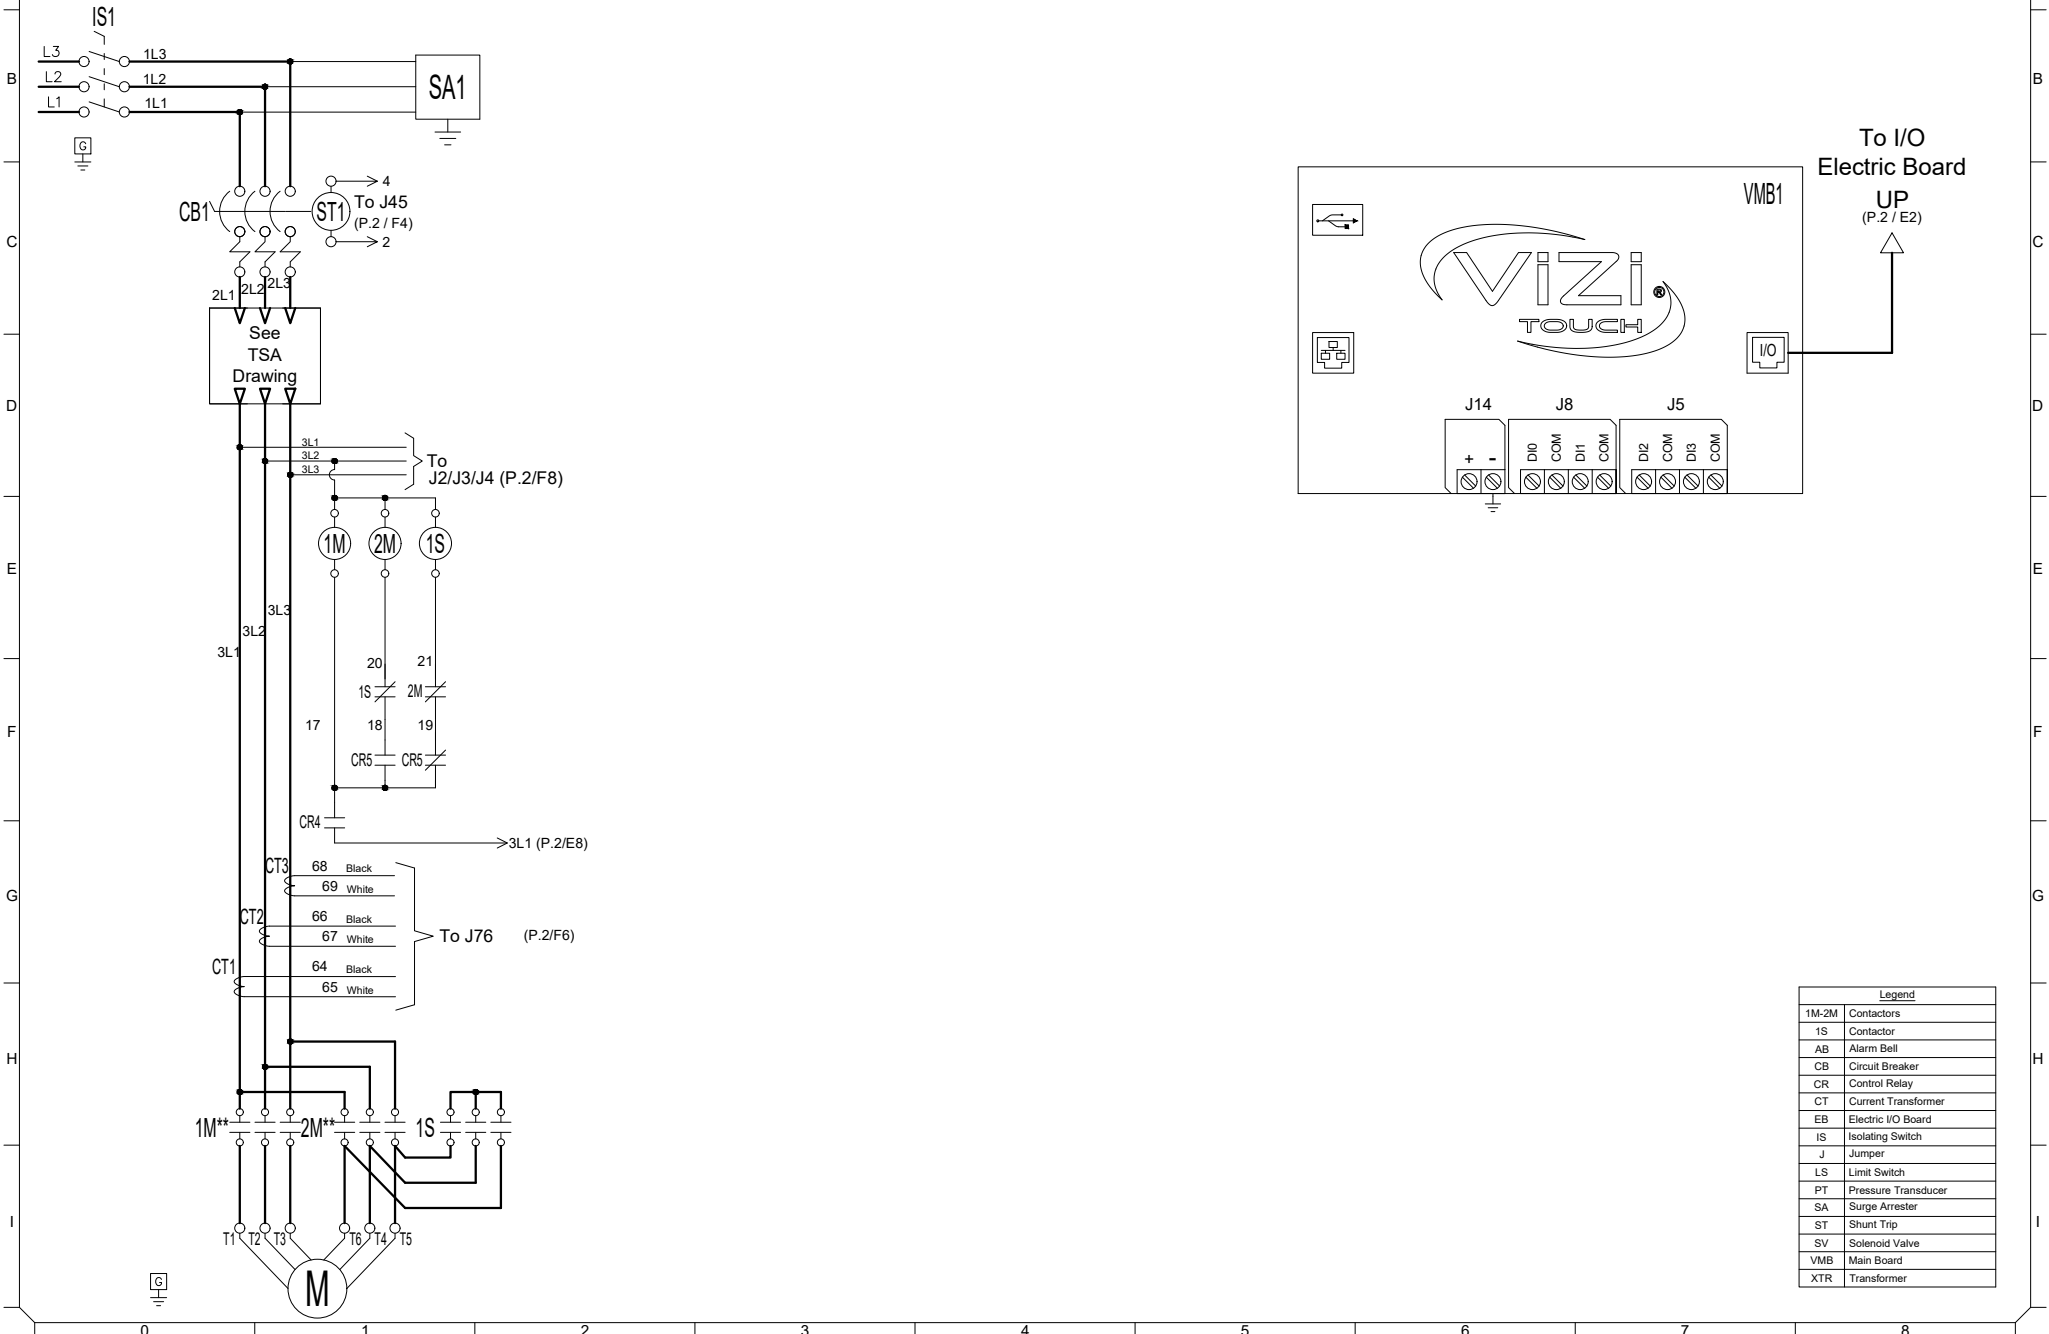 IS1
L3
1L3
B
L2
1L2
SA1
B
L1
1L1
G
To I/O
Electric Board
UP
(P.2 / E2)
4
CB1
ST1
To J45
(P.2 / F4)
2
VMB1
C
C
ViZi
®
TOUCH
I/O
2L1
2L2
2L3
See
TSA
Drawing
D
D
J14
J8
J5
+
-
DI0
COM
DI1
COM
DI2
COM
DI3
COM
3L1
3L2
3L3
To
J2/J3/J4 (P.2/F8)
1M
2M
1S
E
E
3L3
3L2
3L1
20
21
1S
2M
17
18
19
F
F
CR5
CR5
CR4
3L1 (P.2/E8)
CT3
68 Black
69 White
G
G
CT2
66 Black
67 White
To J76
(P.2/F6)
CT1
64 Black
65 White
H
H
1M**
2M**
1S
I
I
T1
T2
T3
T6
T4
T5
M
G
Legend
1M-2M Contactors
1S Contactor
AB Alarm Bell
CB Circuit Breaker
CR Control Relay
CT Current Transformer
EB Electric I/O Board
IS Isolating Switch
J Jumper
LS Limit Switch
PT Pressure Transducer
SA Surge Arrester
ST Shunt Trip
SV Solenoid Valve
VMB Main Board
XTR Transformer
0 1 2 3 4 5 6 7 8